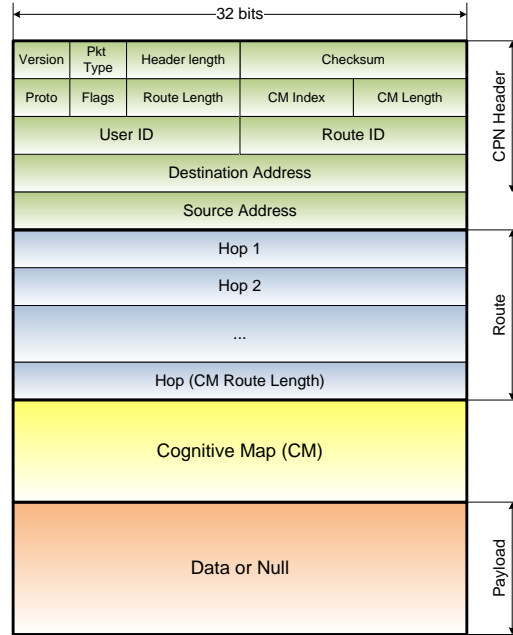 32 bits
Version Pkt Type Header length Checksum
Proto Flags Route Length CM Index CM Length
User ID Route ID
Destination Address
Source Address
CPN Header
Hop 1
Hop 2
...
Hop (CM Route Length)
Route
Cognitive Map (CM)
Data or Null
Payload